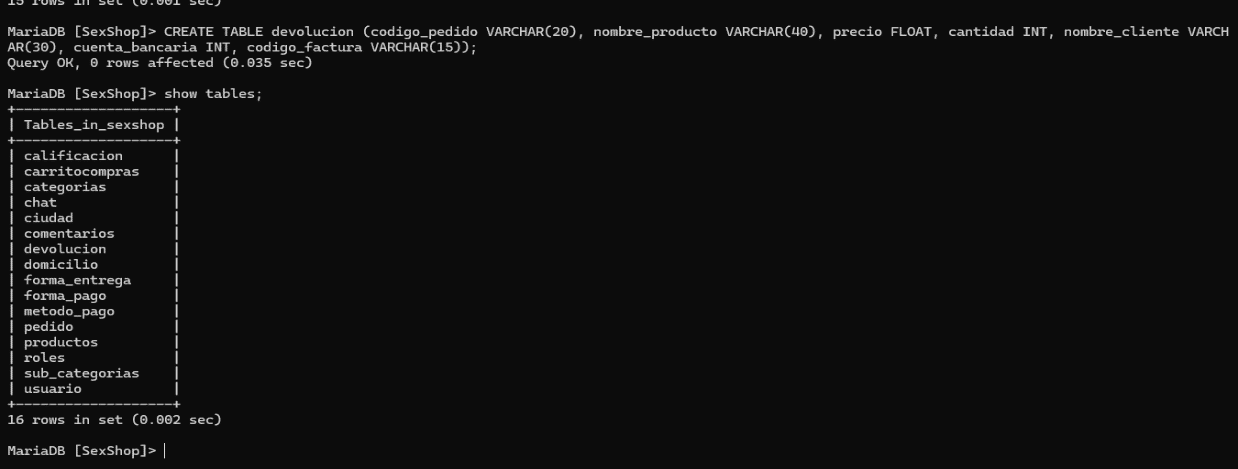 15 rows in set (0.001 sec)
MariaDB [SexShop]> CREATE TABLE devolucion (codigo_pedido VARCHAR(20), nombre_producto VARCHAR(40), precio FLOAT, cantidad INT, nombre_cliente VARCH
AR(30), cuenta_bancaria INT, codigo_factura VARCHAR(15));
Query OK, 0 rows affected (0.035 sec)
MariaDB [SexShop]> show tables;
+-------------------+
| Tables_in_sexshop |
+-------------------+
| calificacion      |
| carritocompras    |
| categorias        |
| chat              |
| ciudad            |
| comentarios       |
| devolucion        |
| domicilio         |
| forma_entrega     |
| forma_pago        |
| metodo_pago       |
| pedido            |
| productos         |
| roles             |
| sub_categorias    |
| usuario           |
+-------------------+
16 rows in set (0.002 sec)
MariaDB [SexShop]>